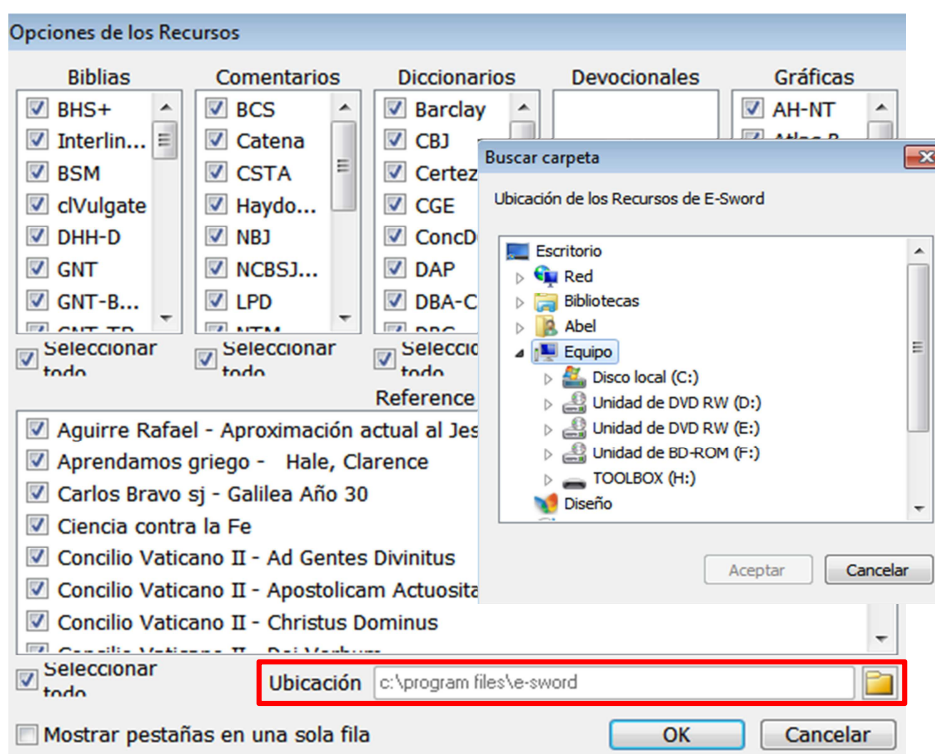 Opciones de los Recursos
Biblias Comentarios Diccionarios Devocionales Gráficas
BHS+ BCS Barclay AH-NT
Interlin... Catena CBJ
BSM CSTA Certez
clVulgate Haydo... CGE
DHH-D NBJ ConcD
GNT NCBSJ... DAP
GNT-B... LPD DBA-C
Seleccionar todo Seleccionar todo
Reference
Aguirre Rafael - Aproximación actual al Jes
Aprendamos griego - Hale, Clarence
Carlos Bravo sj - Galilea Año 30
Ciencia contra la Fe
Concilio Vaticano II - Ad Gentes Divinitus
Concilio Vaticano II - Apostolicam Actuosita
Concilio Vaticano II - Christus Dominus
Seleccionar todo
Ubicación c:\program files\e-sword
Mostrar pestañas en una sola fila
OK Cancelar
Buscar carpeta
Ubicación de los Recursos de E-Sword
Escritorio
Red
Bibliotecas
Abel
Equipo
Disco local (C:)
Unidad de DVD RW (D:)
Unidad de DVD RW (E:)
Unidad de BD-ROM (F:)
TOOLBOX (H:)
Diseño
Aceptar Cancelar